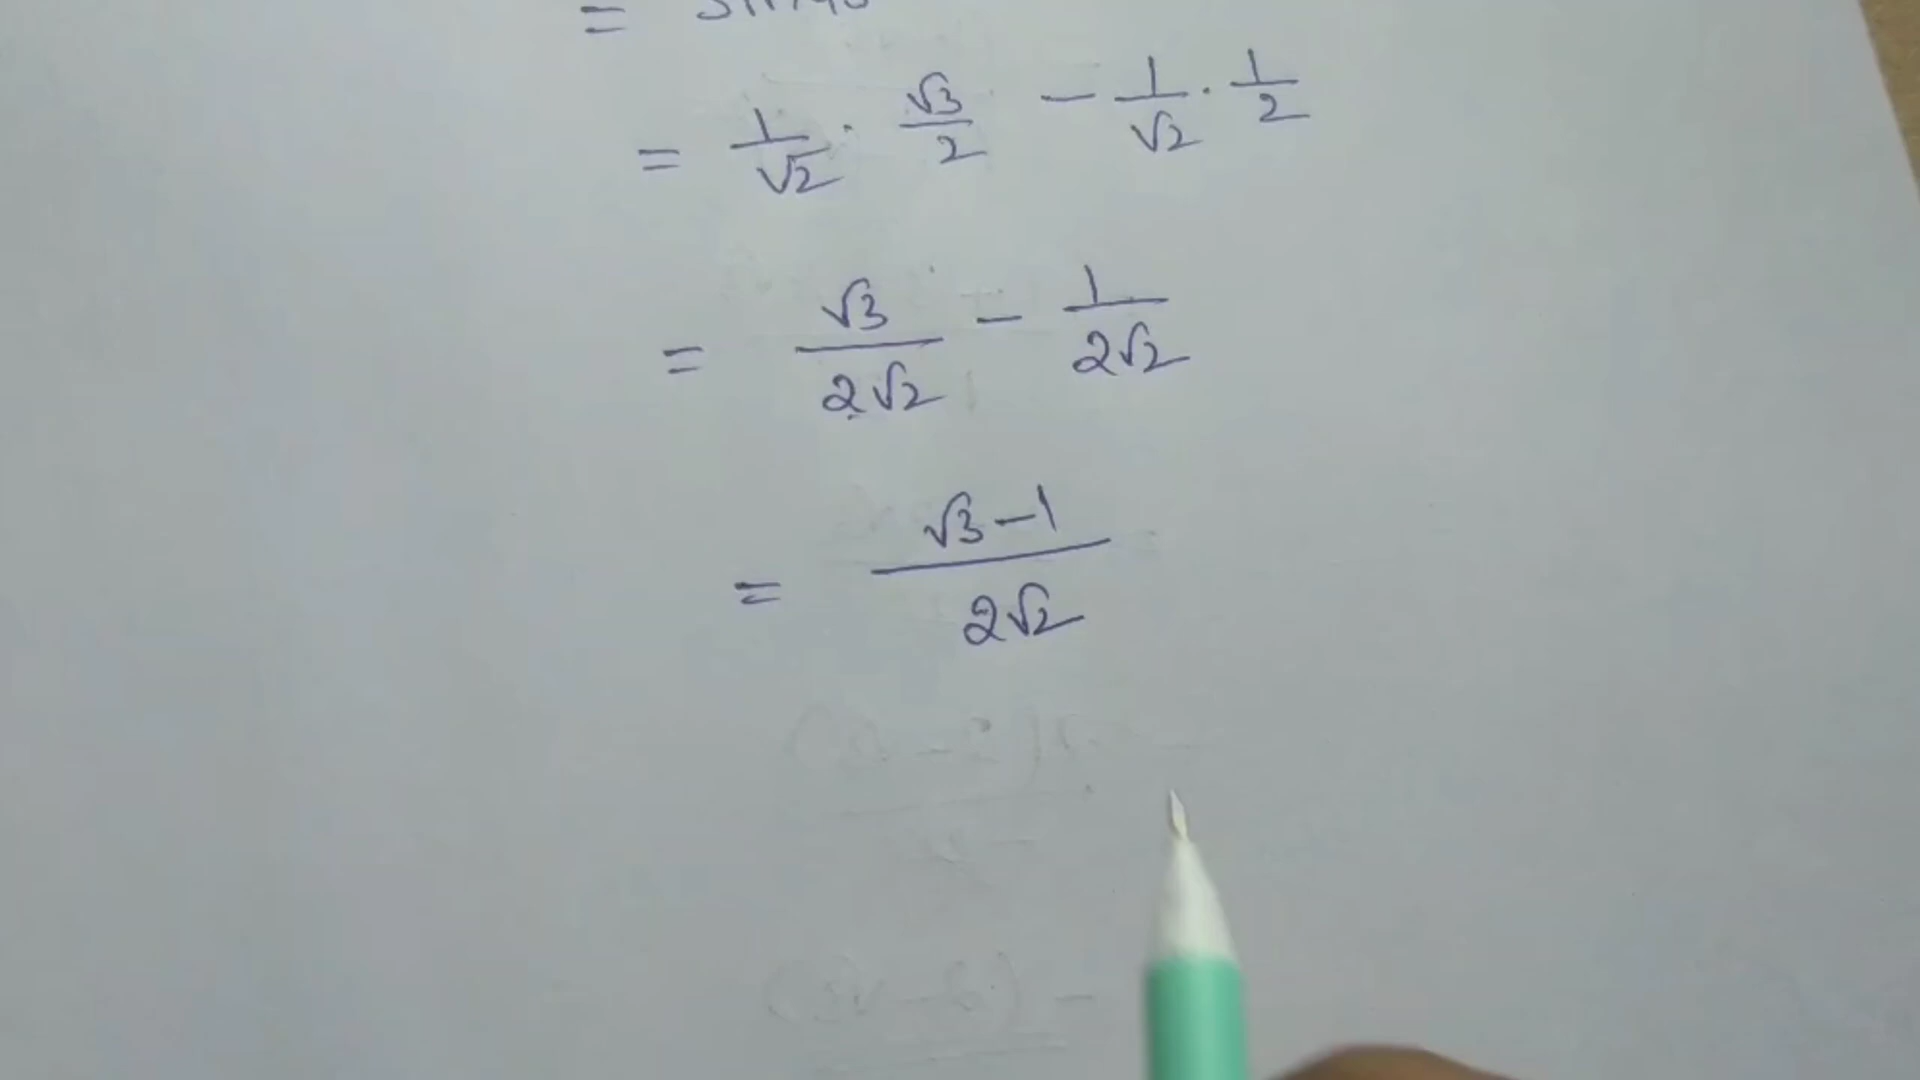 =
= 1/√2 · √3/2 - 1/√2 · 1/2
= √3/2√2 - 1/2√2
= √3-1/2√2